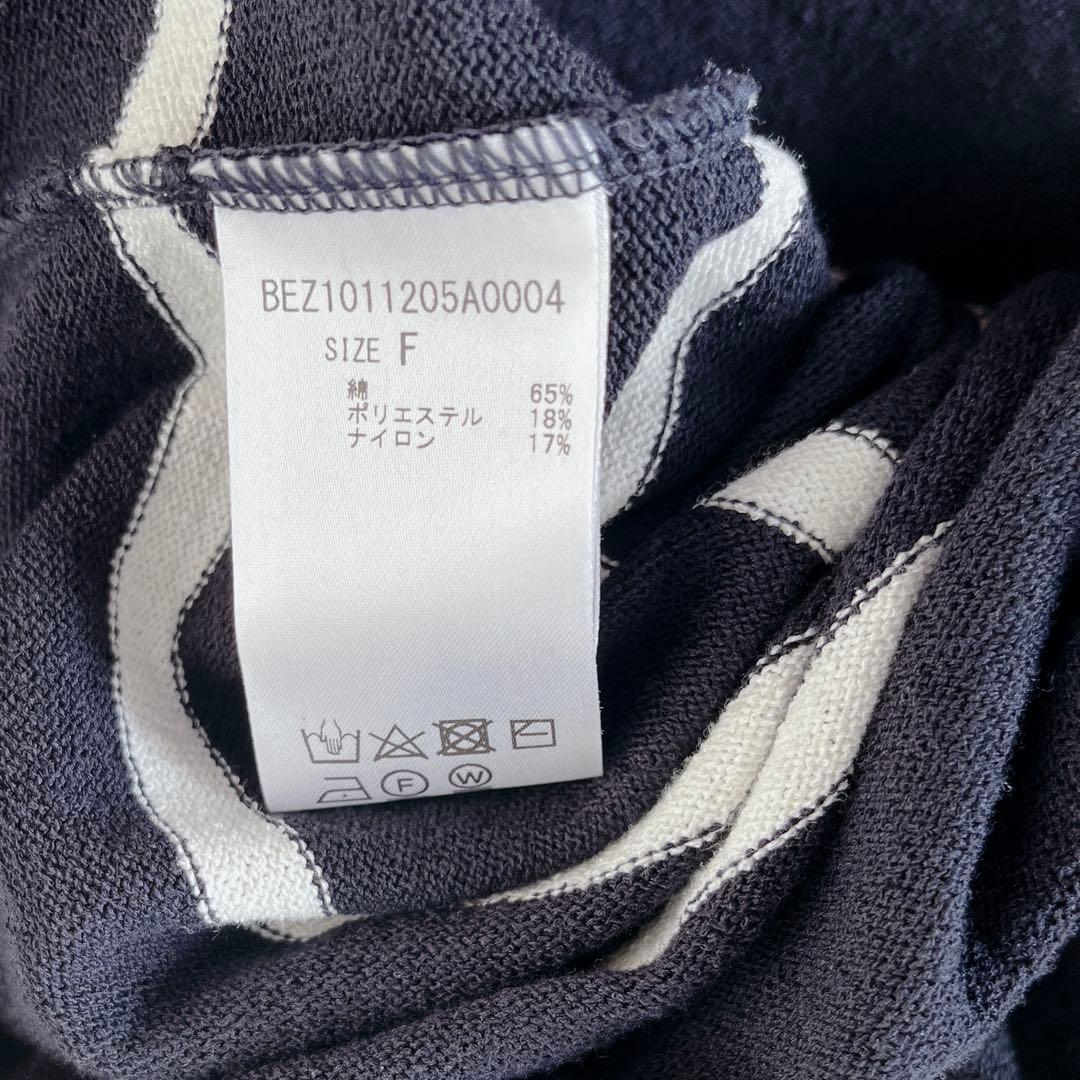 BEZ1011205A0004
SIZE F
綿 65%
ポリエステル 18%
ナイロン 17%
F W